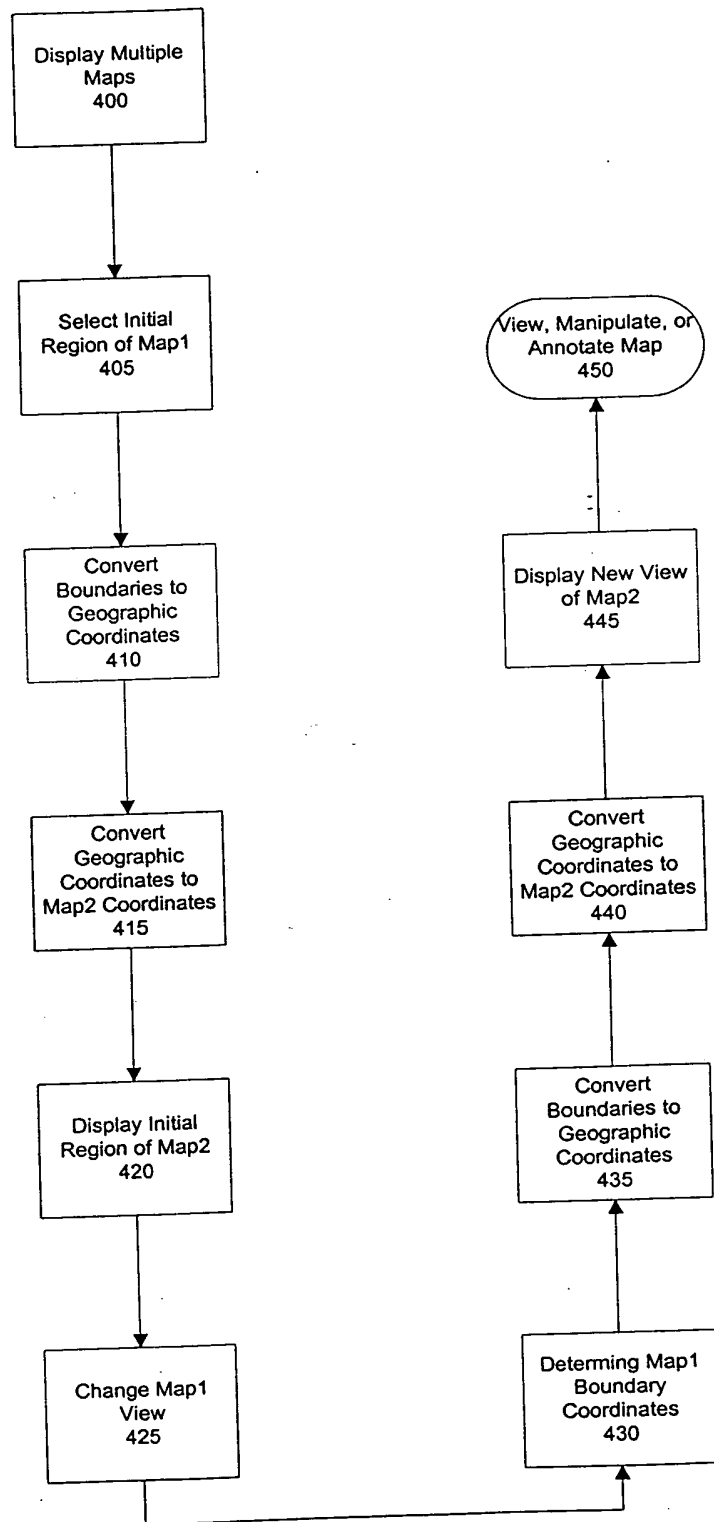 Display Multiple
Maps
400
Select Initial
Region of Map1
405
Convert
Boundaries to
Geographic
Coordinates
410
Convert
Geographic
Coordinates to
Map2 Coordinates
415
Display Initial
Region of Map2
420
Change Map1
View
425
Determing Map1
Boundary
Coordinates
430
Convert
Boundaries to
Geographic
Coordinates
435
Convert
Geographic
Coordinates to
Map2 Coordinates
440
Display New View
of Map2
445
View, Manipulate, or
Annotate Map
450